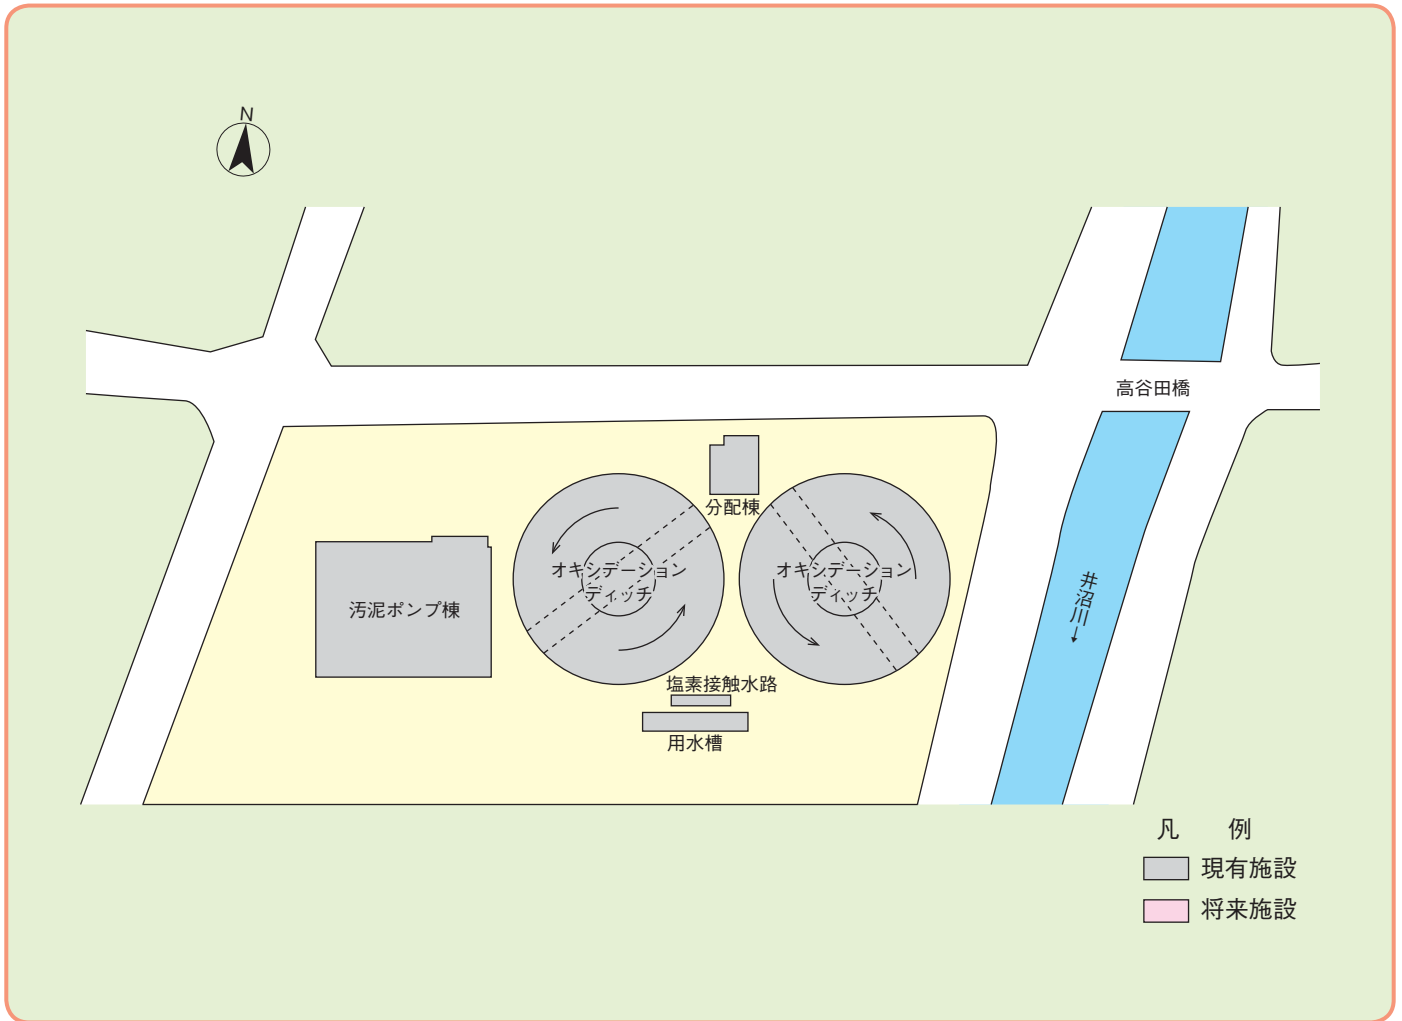 N
高谷田橋
分配棟
オキシデーション
ディッチ
オキシデーション
ディッチ
汚泥ポンプ棟
井沼川→
塩素接触水路
用水槽
凡　例
現有施設
将来施設